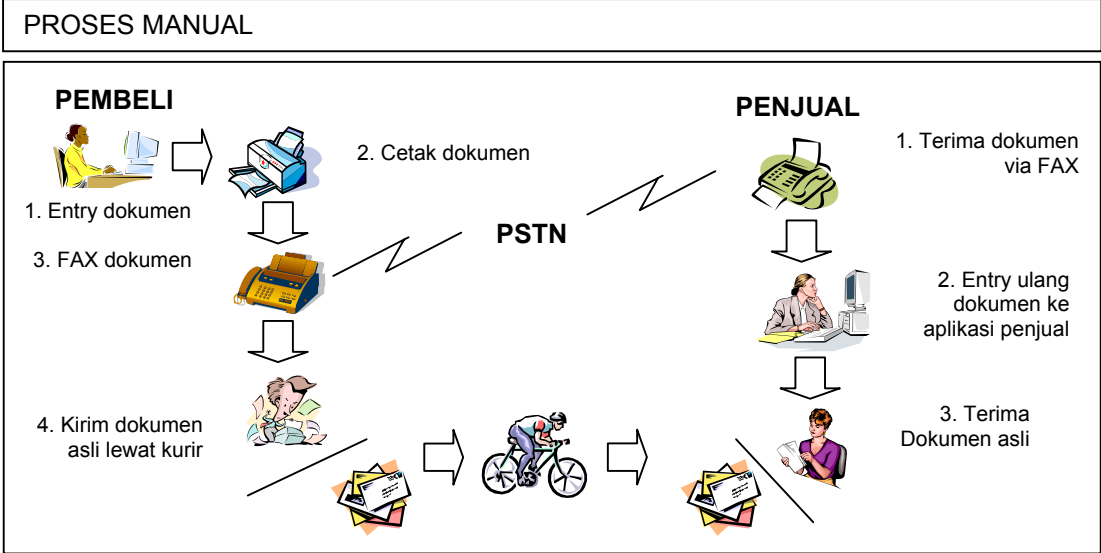 PROSES MANUAL
PEMBELI
1. Entry dokumen
2. Cetak dokumen
3. FAX dokumen
4. Kirim dokumen
asli lewat kurir
PSTN
PENJUAL
1. Terima dokumen
via FAX
2. Entry ulang
dokumen ke
aplikasi penjual
3. Terima
Dokumen asli